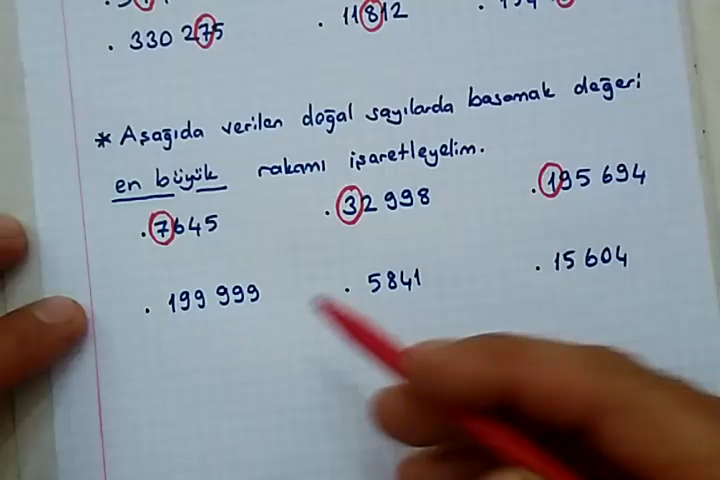 . 330 275 . 11812
* Aşağıda verilen doğal sayılarda basamak değeri
en büyük rakamı işaretleyelim.
. 7645 . 32 998 . 195 694
. 199 999 . 5841 . 15 604